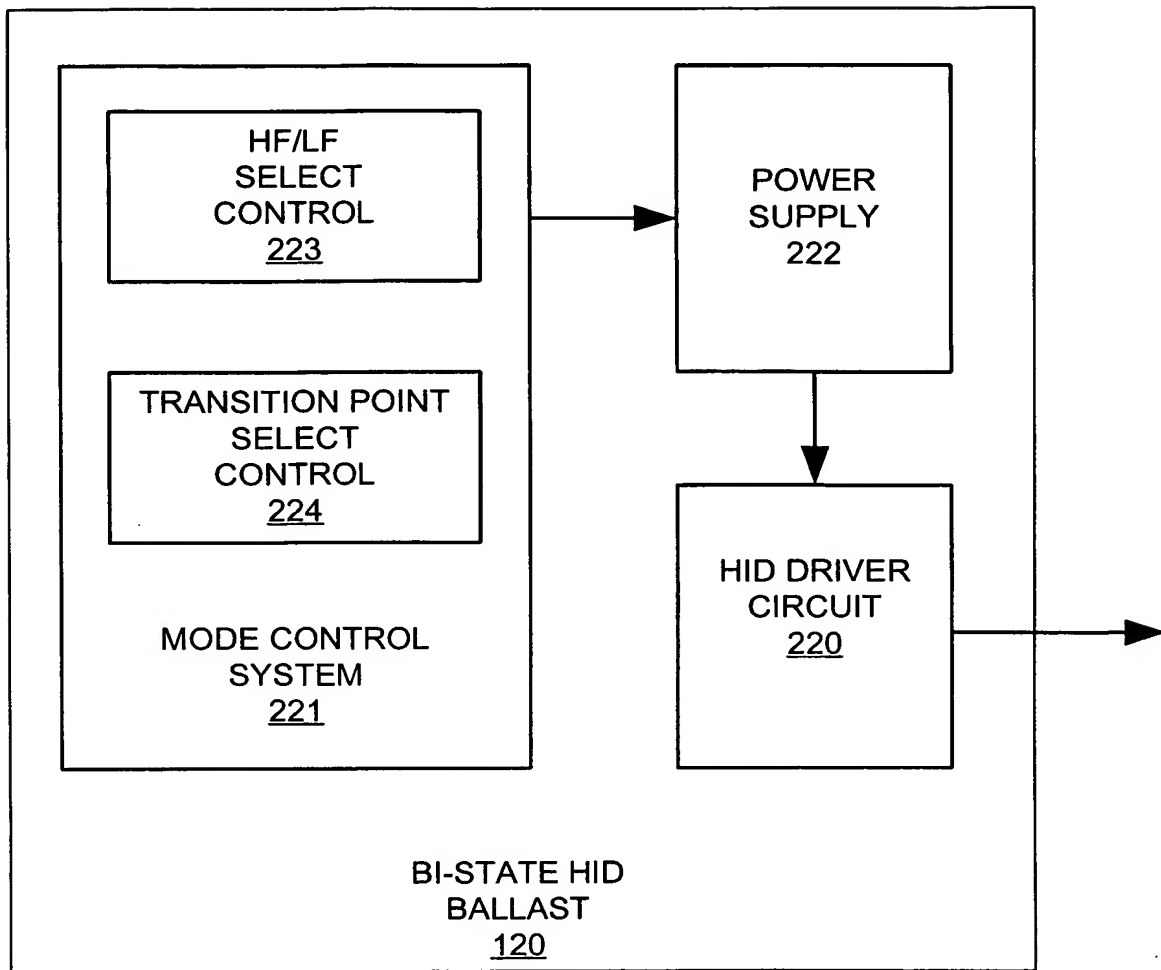 HF/LF
SELECT
CONTROL
223
TRANSITION POINT
SELECT
CONTROL
224
MODE CONTROL
SYSTEM
221
POWER
SUPPLY
222
HID DRIVER
CIRCUIT
220
BI-STATE HID
BALLAST
120